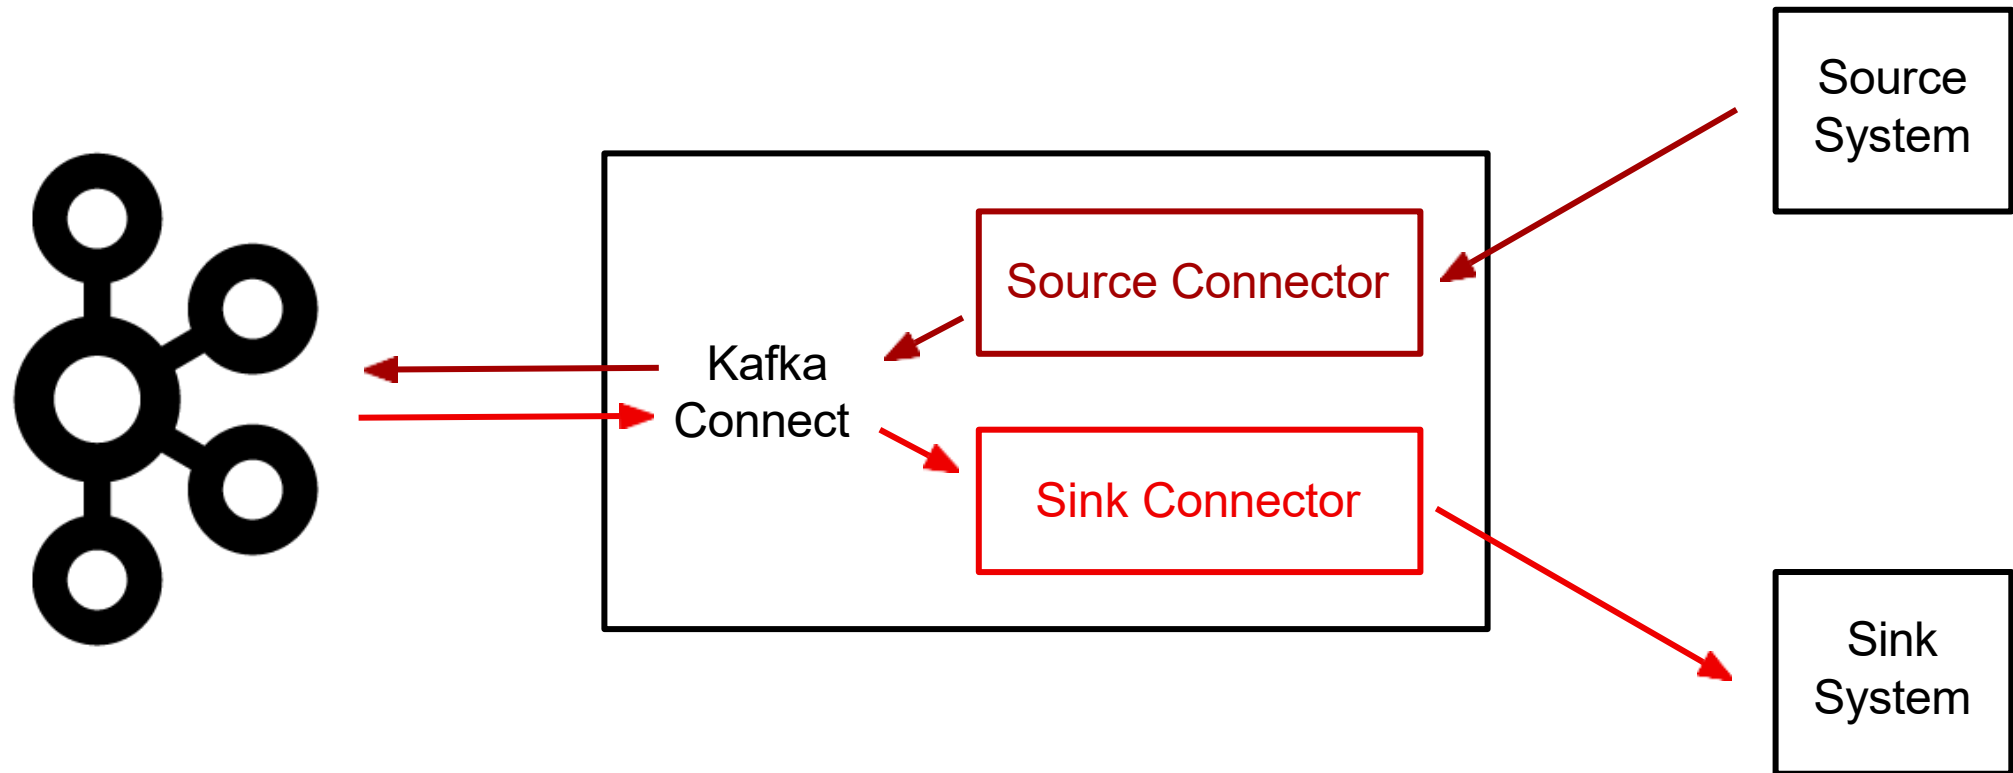 Source
System
Source Connector
Kafka
Connect
Sink Connector
Sink
System